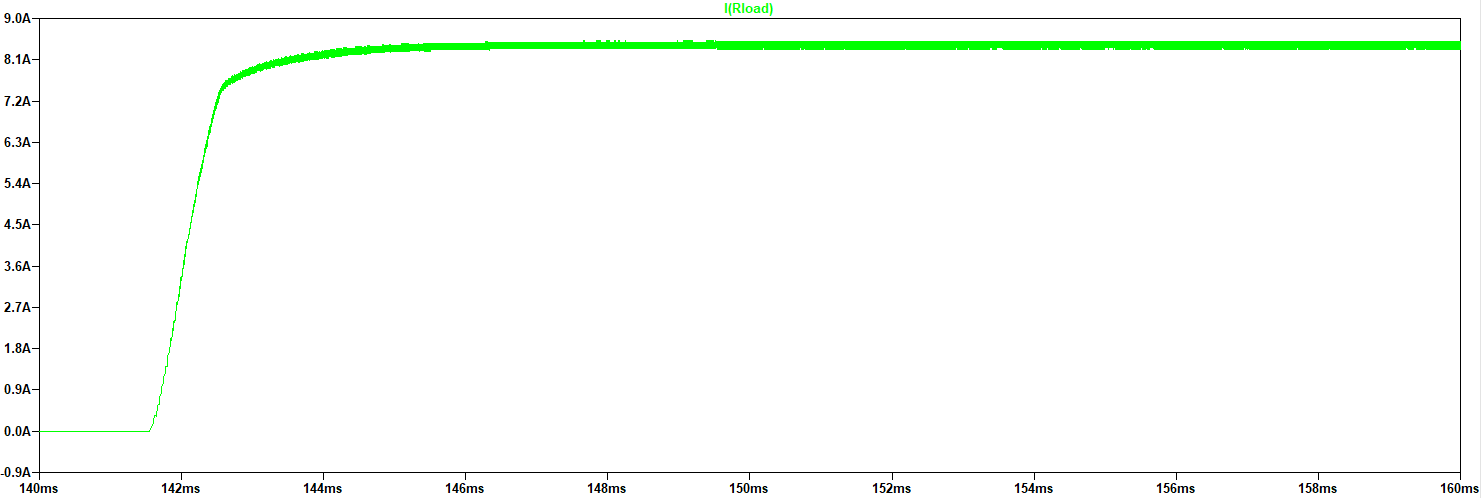 I(Rload)
9.0A
8.1A
7.2A
6.3A
5.4A
4.5A
3.6A
2.7A
1.8A
0.9A
0.0A
-0.9A
140ms 142ms 144ms 146ms 148ms 150ms 152ms 154ms 156ms 158ms 160ms